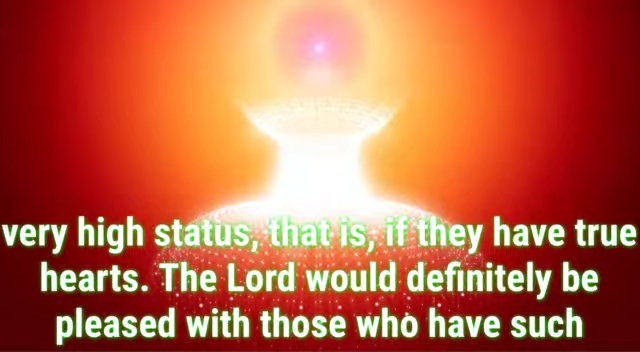 very high status, that is, if they have true
hearts. The Lord would definitely be
pleased with those who have such